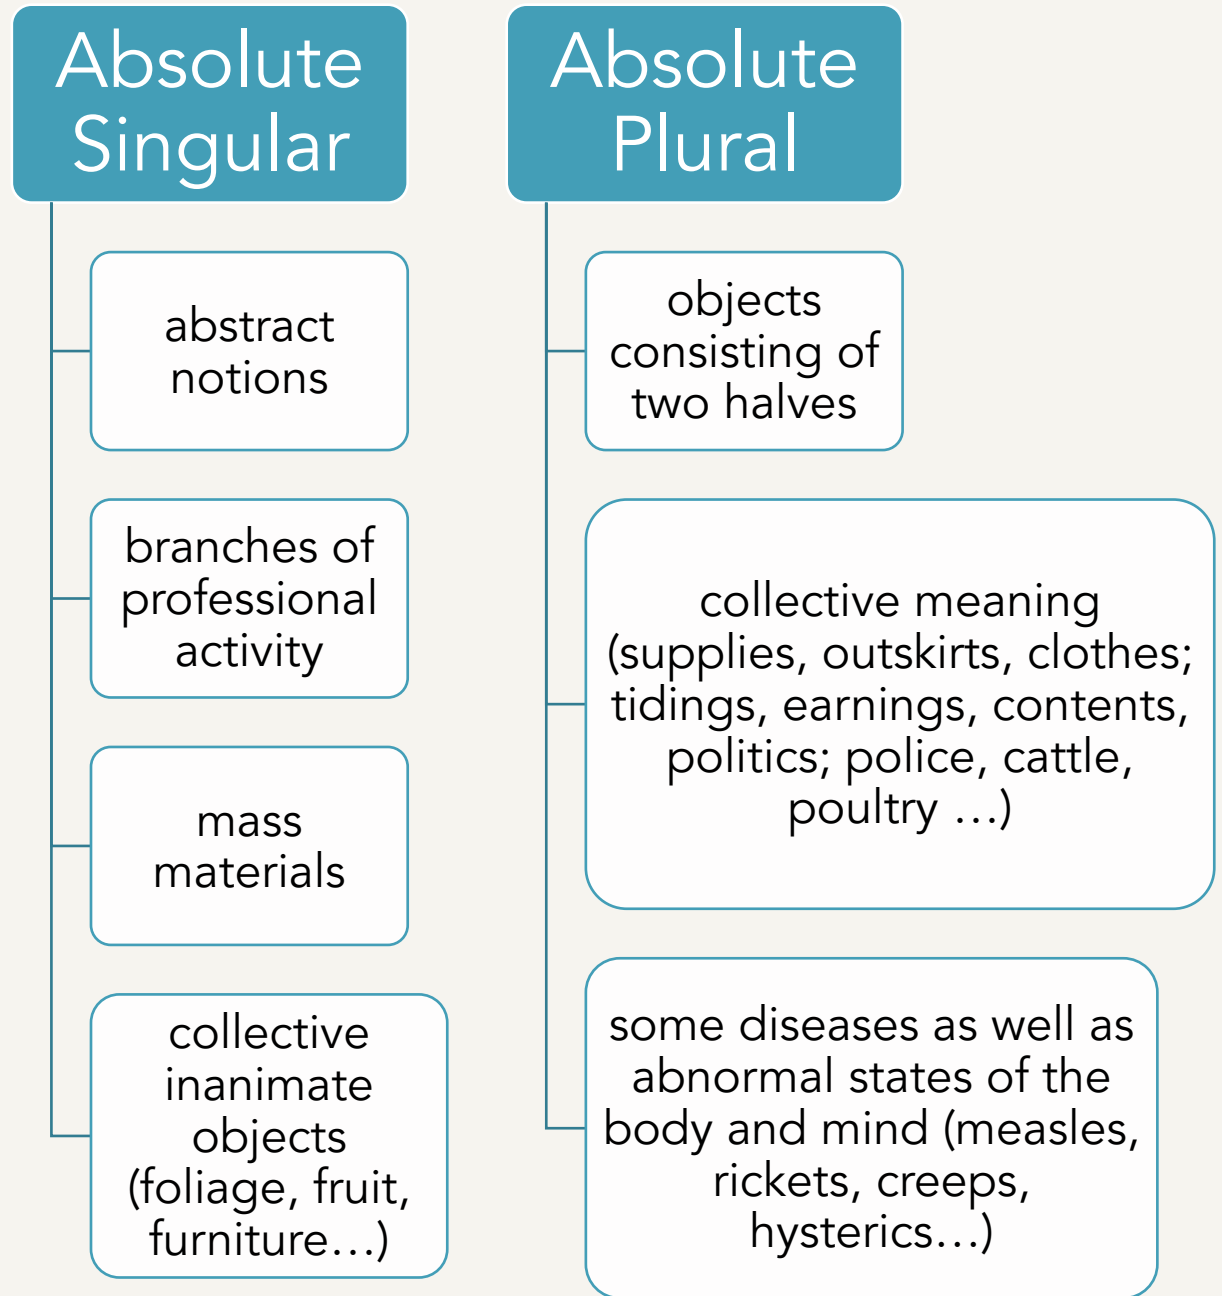 Absolute
Singular
abstract
notions
branches of
professional
activity
mass
materials
collective
inanimate
objects
(foliage, fruit,
furniture…)
Absolute
Plural
objects
consisting of
two halves
collective meaning
(supplies, outskirts, clothes;
tidings, earnings, contents,
politics; police, cattle,
poultry …)
some diseases as well as
abnormal states of the
body and mind (measles,
rickets, creeps,
hysterics…)